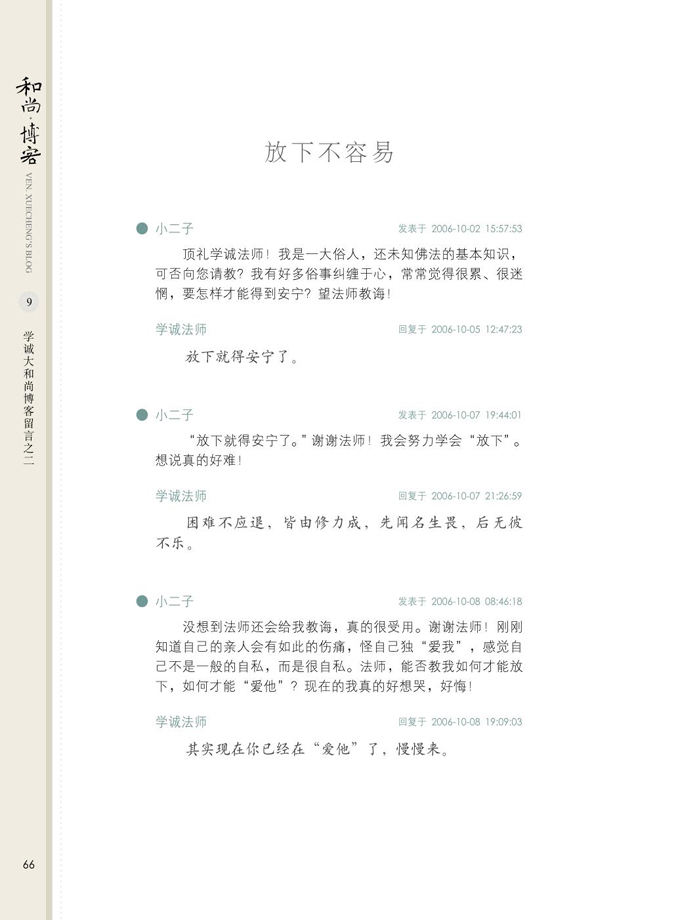 和尚·博客
VEN. XUECHENG'S BLOG
9
学诚大和尚博客留言之二
放下不容易
小二子 发表于 2006-10-02 15:57:53
顶礼学诚法师！我是一大俗人，还未知佛法的基本知识，
可否向您请教？我有好多俗事纠缠于心，常常觉得很累、很迷
惘，要怎样才能得到安宁？望法师教诲！
学诚法师 回复于 2006-10-05 12:47:23
放下就得安宁了。
小二子 发表于 2006-10-07 19:44:01
“放下就得安宁了。”谢谢法师！我会努力学会“放下”。
想说真的好难！
学诚法师 回复于 2006-10-07 21:26:59
困难不应退，皆由修力成，先闻名生畏，后无彼
不乐。
小二子 发表于 2006-10-08 08:46:18
没想到法师还会给我教诲，真的很受用。谢谢法师！刚刚
知道自己的亲人会有如此的伤痛，怪自己独“爱我”，感觉自
己不是一般的自私，而是很自私。法师，能否教我如何才能放
下，如何才能“爱他”？现在的我真的好想哭，好悔！
学诚法师 回复于 2006-10-08 19:09:03
其实现在你已经在“爱他”了，慢慢来。
66